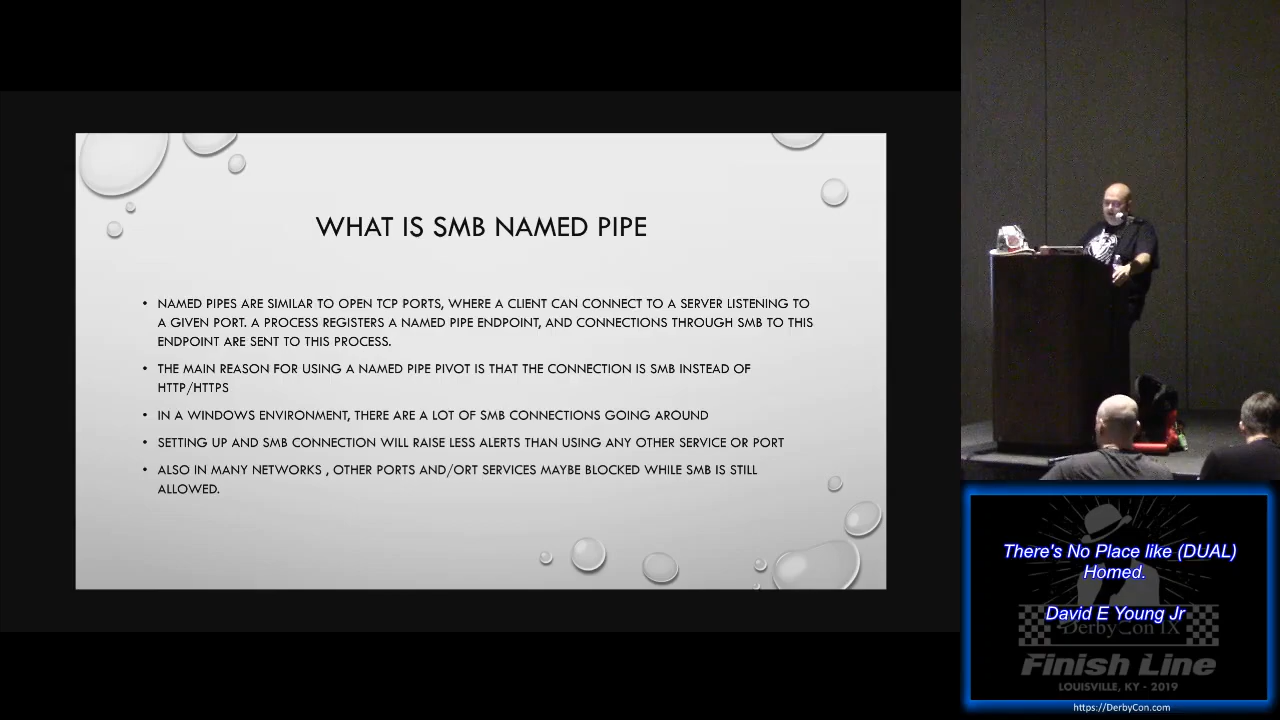 WHAT IS SMB NAMED PIPE
• NAMED PIPES ARE SIMILAR TO OPEN TCP PORTS, WHERE A CLIENT CAN CONNECT TO A SERVER LISTENING TO
A GIVEN PORT. A PROCESS REGISTERS A NAMED PIPE ENDPOINT, AND CONNECTIONS THROUGH SMB TO THIS
ENDPOINT ARE SENT TO THIS PROCESS.
• THE MAIN REASON FOR USING A NAMED PIPE PIVOT IS THAT THE CONNECTION IS SMB INSTEAD OF
HTTP/HTTPS
• IN A WINDOWS ENVIRONMENT, THERE ARE A LOT OF SMB CONNECTIONS GOING AROUND
• SETTING UP AND SMB CONNECTION WILL RAISE LESS ALERTS THAN USING ANY OTHER SERVICE OR PORT
• ALSO IN MANY NETWORKS , OTHER PORTS AND/ORT SERVICES MAYBE BLOCKED WHILE SMB IS STILL
ALLOWED.
There's No Place like (DUAL)
Homed.
David E Young Jr
DerbyCon IX
Finish Line
LOUISVILLE, KY - 2019
https://DerbyCon.com